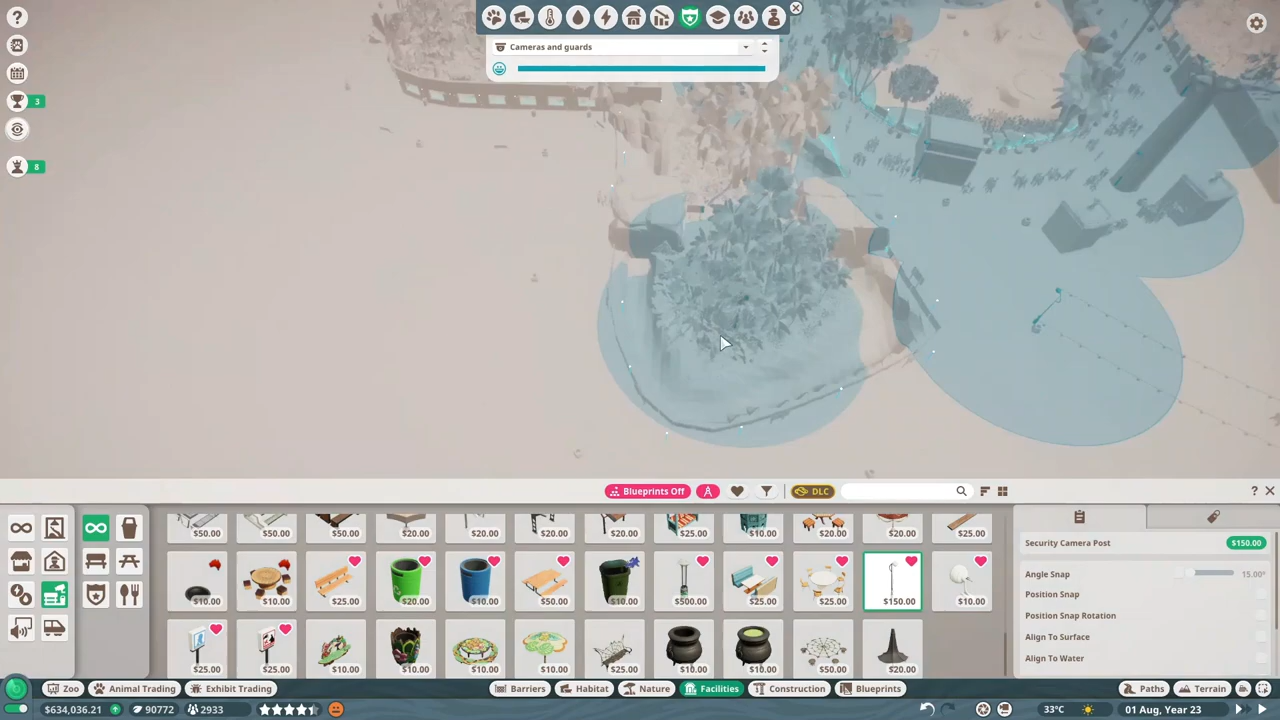 ?
Cameras and guards
3
8
Blueprints Off
DLC
?
$50.00 $50.00 $50.00 $20.00 $20.00 $20.00 $20.00 $25.00 $10.00 $20.00 $20.00 $20.00
$10.00 $10.00 $25.00 $20.00 $20.00 $50.00 $20.00 $500.00 $25.00 $25.00 $150.00 $10.00
$25.00 $25.00 $10.00 $10.00 $10.00 $10.00 $25.00 $10.00 $10.00 $50.00 $20.00
Security Camera Post $150.00
Angle Snap 15.00°
Position Snap
Position Snap Rotation
Align To Surface
Align To Water
Zoo Animal Trading Exhibit Trading Barriers Habitat Nature Facilities Construction Blueprints Paths Terrain
$634,036.21 90772 2933 33°C 01 Aug, Year 23